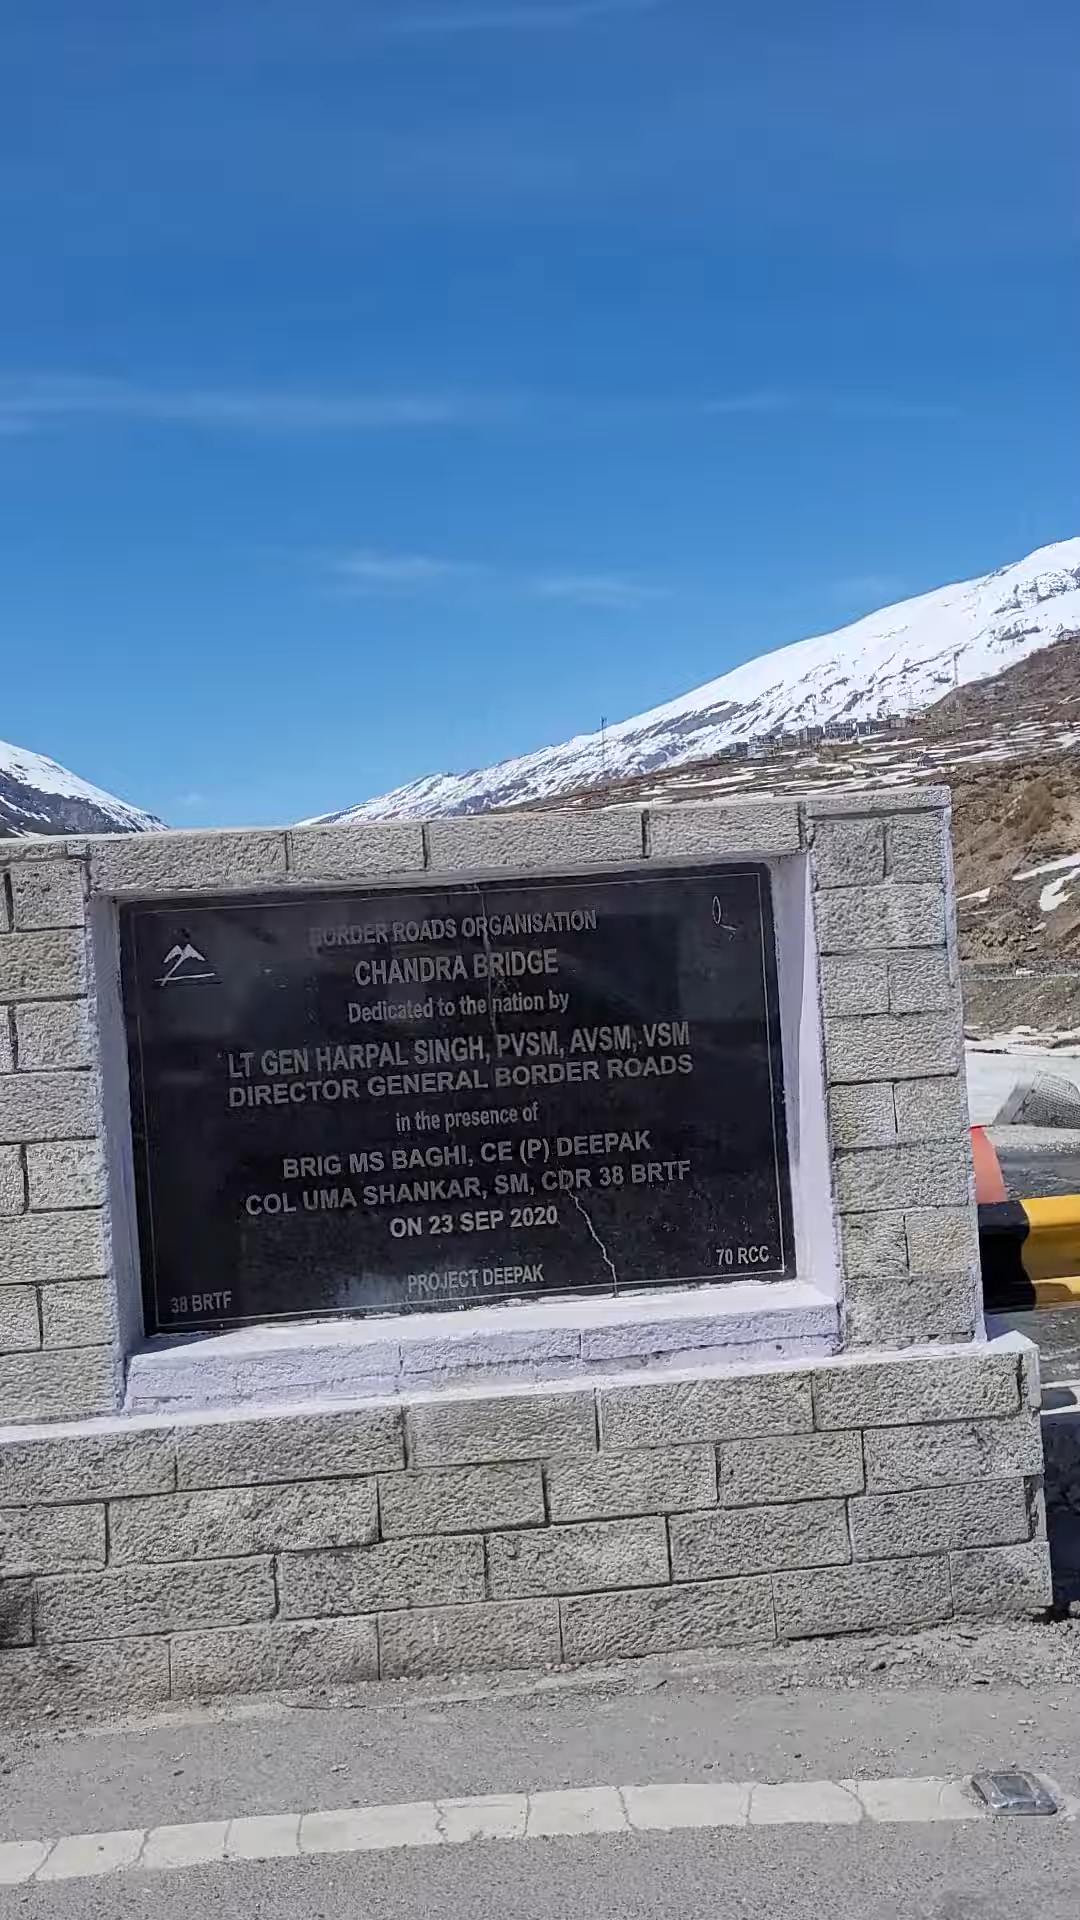 BORDER ROADS ORGANISATION
CHANDRA BRIDGE
Dedicated to the nation by
LT GEN HARPAL SINGH, PVSM, AVSM, VSM
DIRECTOR GENERAL BORDER ROADS
in the presence of
BRIG MS BAGHI, CE (P) DEEPAK
COL UMA SHANKAR, SM, CDR 38 BRTF
ON 23 SEP 2020
38 BRTF
PROJECT DEEPAK
70 RCC